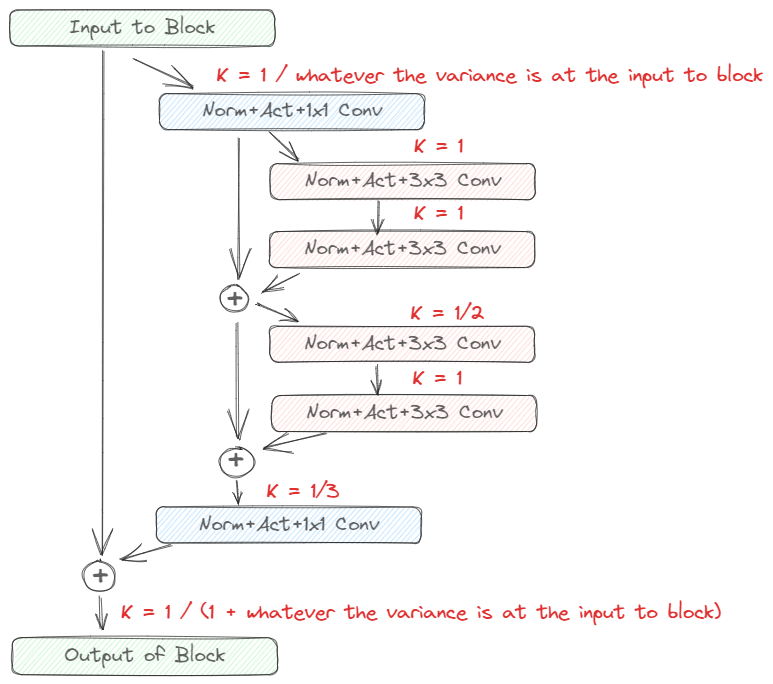 Input to Block
K = 1 / whatever the variance is at the input to block
Norm+Act+1x1 Conv
K = 1
Norm+Act+3x3 Conv
K = 1
Norm+Act+3x3 Conv
+
K = 1/2
Norm+Act+3x3 Conv
K = 1
Norm+Act+3x3 Conv
+
K = 1/3
Norm+Act+1x1 Conv
+
K = 1 / (1 + whatever the variance is at the input to block)
Output of Block